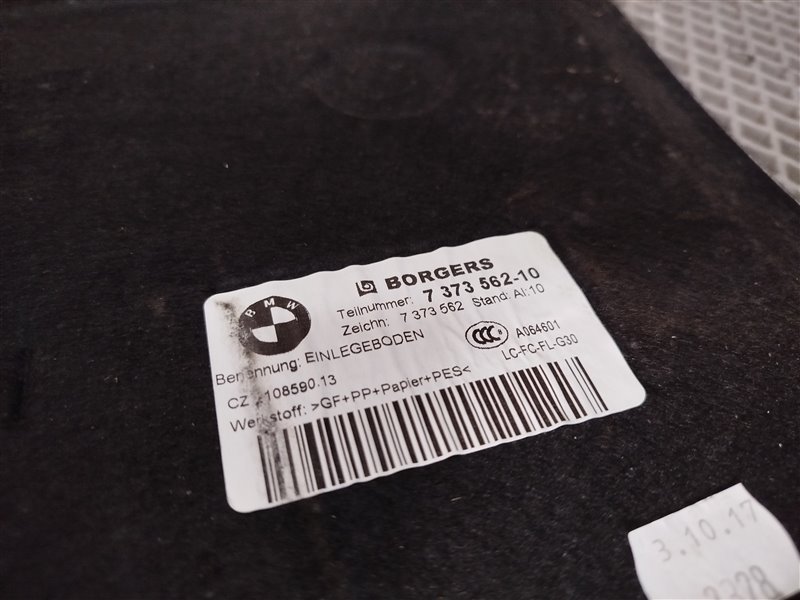 BMW
BORGERS
Teilnummer: 7 373 562-10
Zeichn: 7 373 562 Stand: AI:10
Benennung: EINLEGEBODEN
CCC A064601
LC-FC-FL-G30
CZ 108590.13
Werkstoff: >GF+PP+Papier+PES<
3.10.17